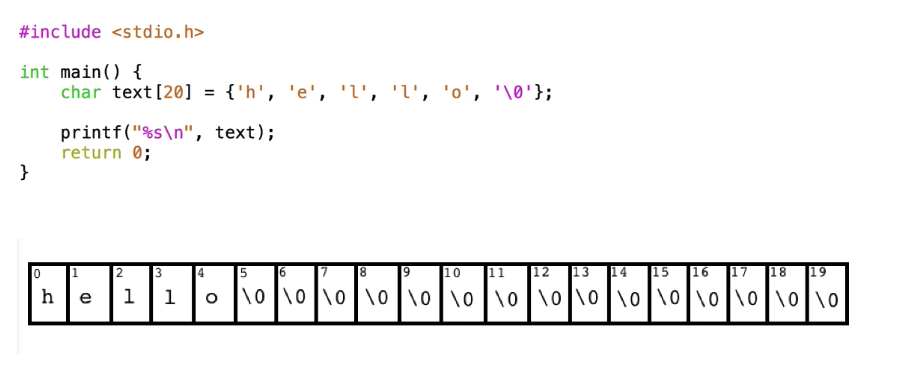 #include <stdio.h>
int main() {
    char text[20] = {'h', 'e', 'l', 'l', 'o', '\0'};
    printf("%s\n", text);
    return 0;
}
0 1 2 3 4 5 6 7 8 9 10 11 12 13 14 15 16 17 18 19
h e l l o \0 \0 \0 \0 \0 \0 \0 \0 \0 \0 \0 \0 \0 \0 \0